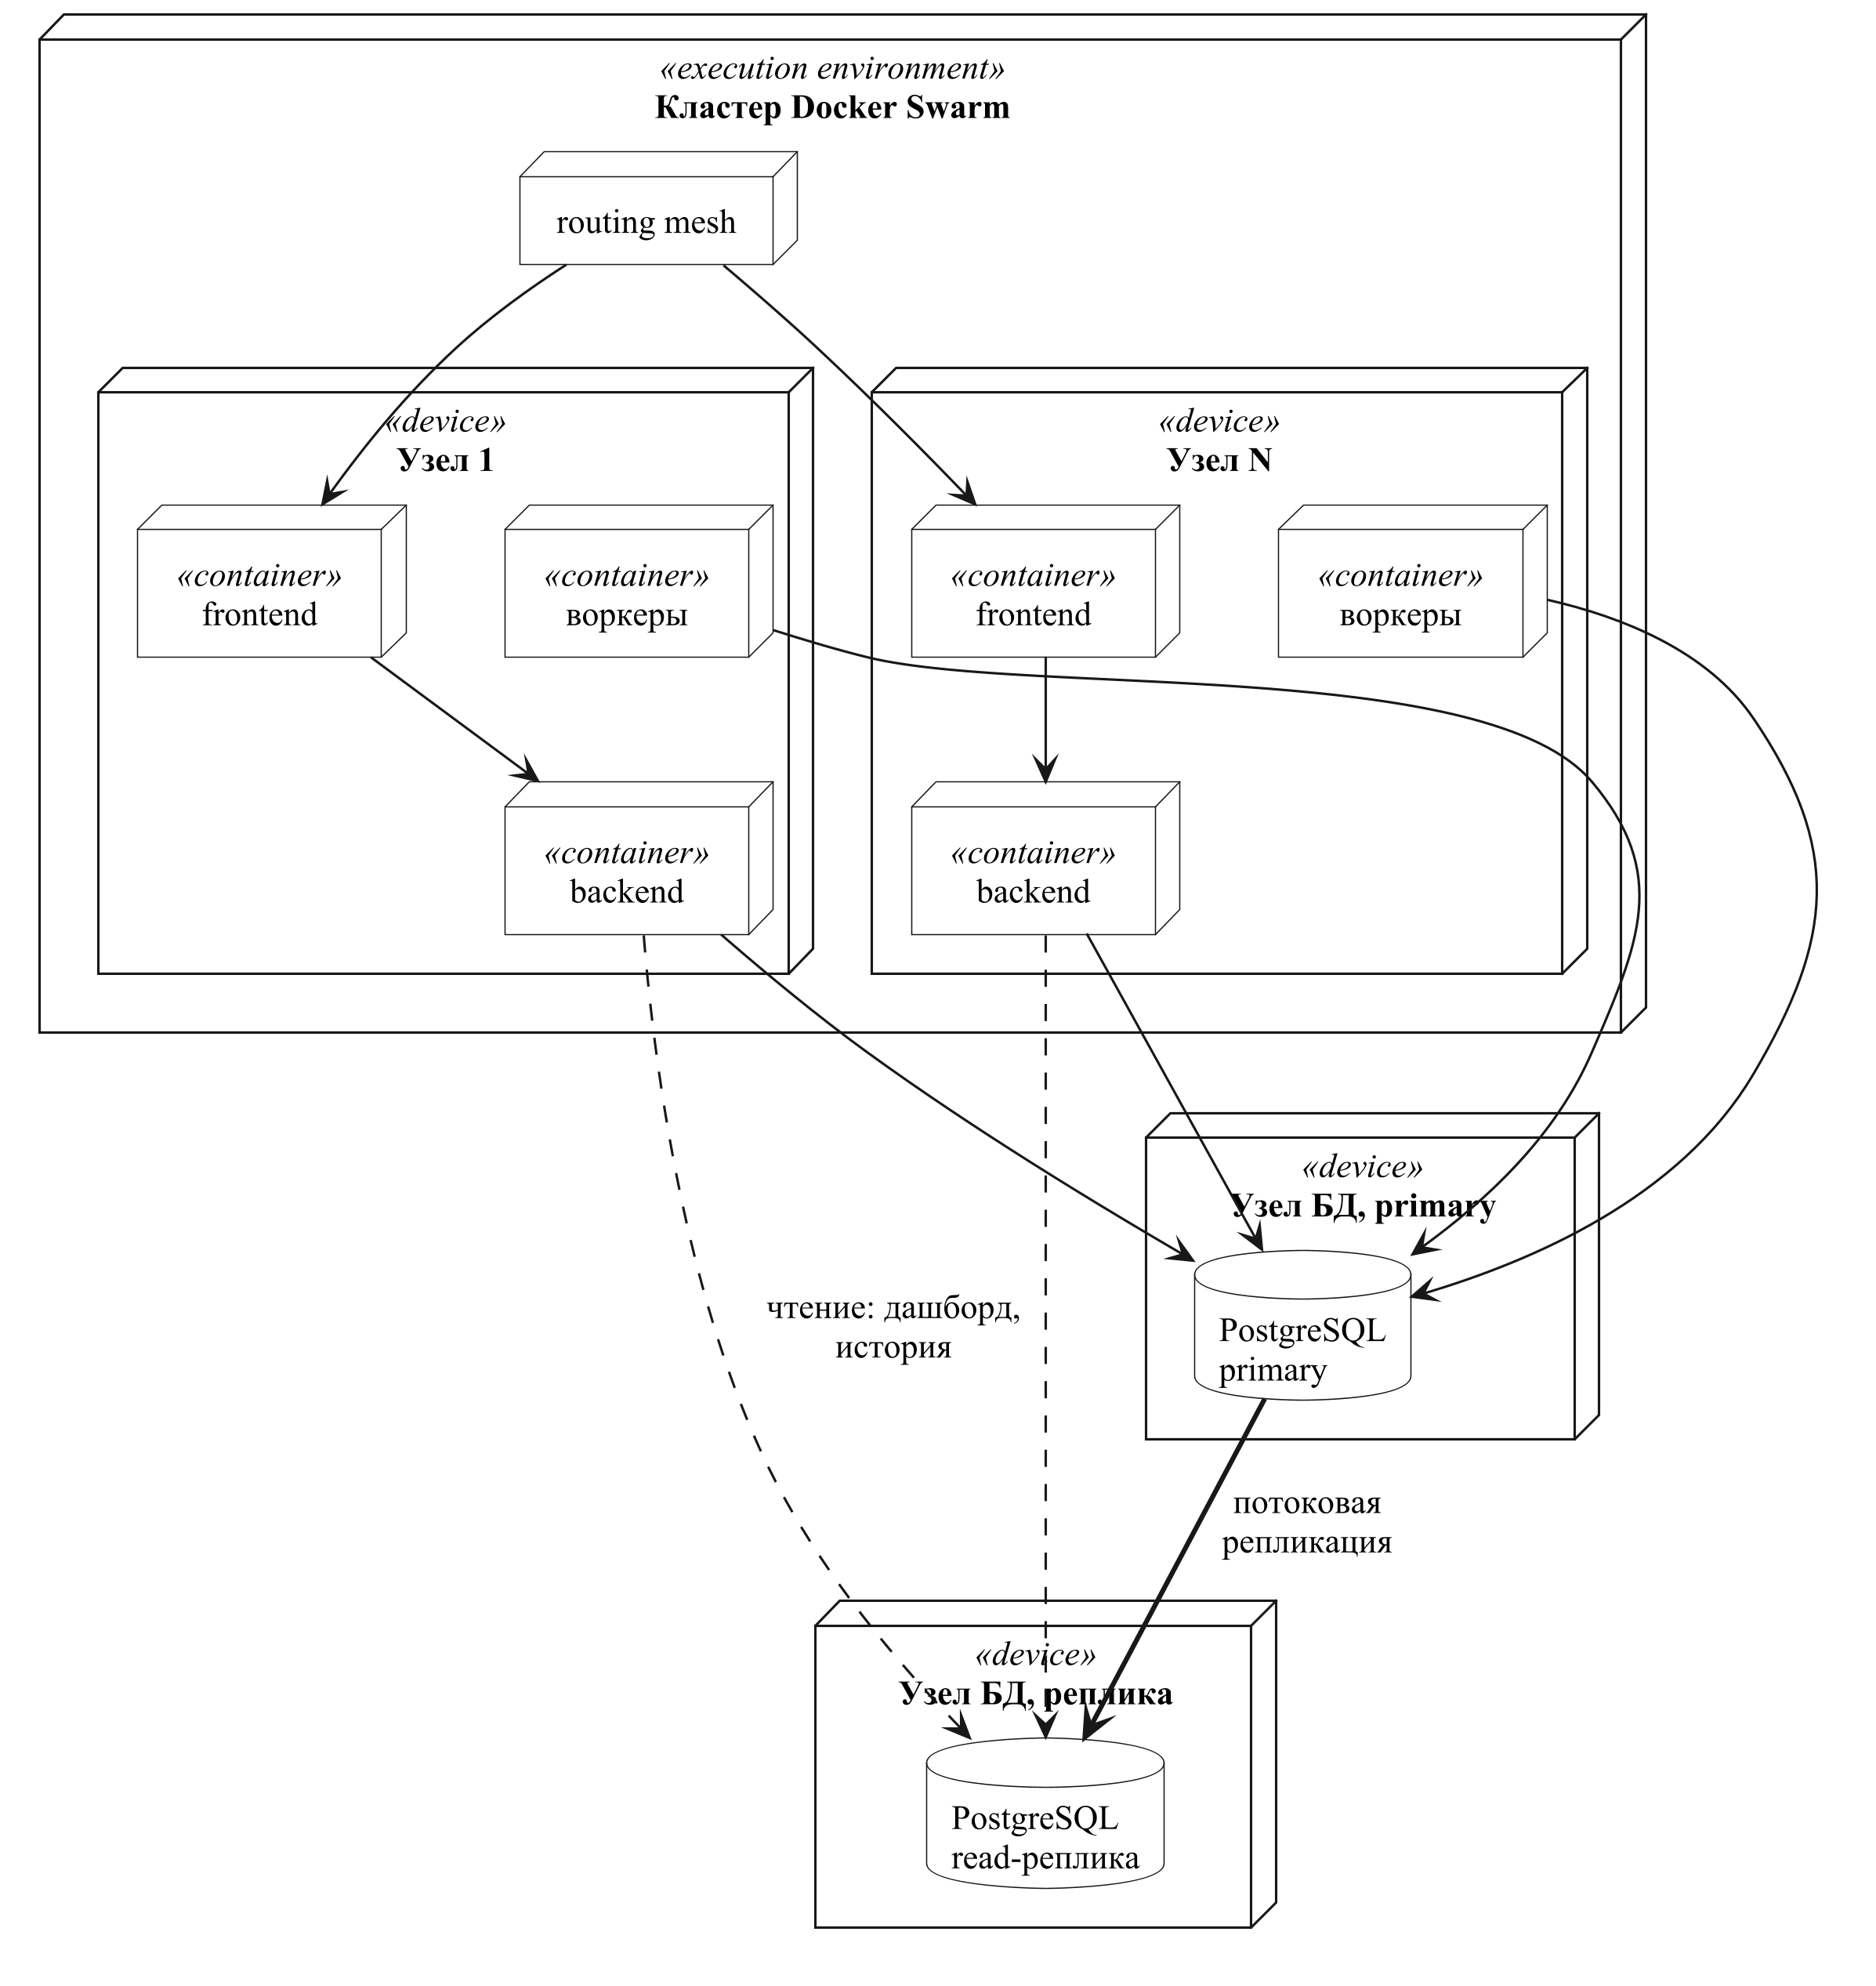 «execution environment»
Кластер Docker Swarm
routing mesh
«device»
Узел 1
«container»
frontend
«container»
воркеры
«container»
backend
«device»
Узел N
«container»
frontend
«container»
воркеры
«container»
backend
«device»
Узел БД, primary
PostgreSQL
primary
чтение: дашборд,
история
потоковая
репликация
«device»
Узел БД, реплика
PostgreSQL
read-реплика